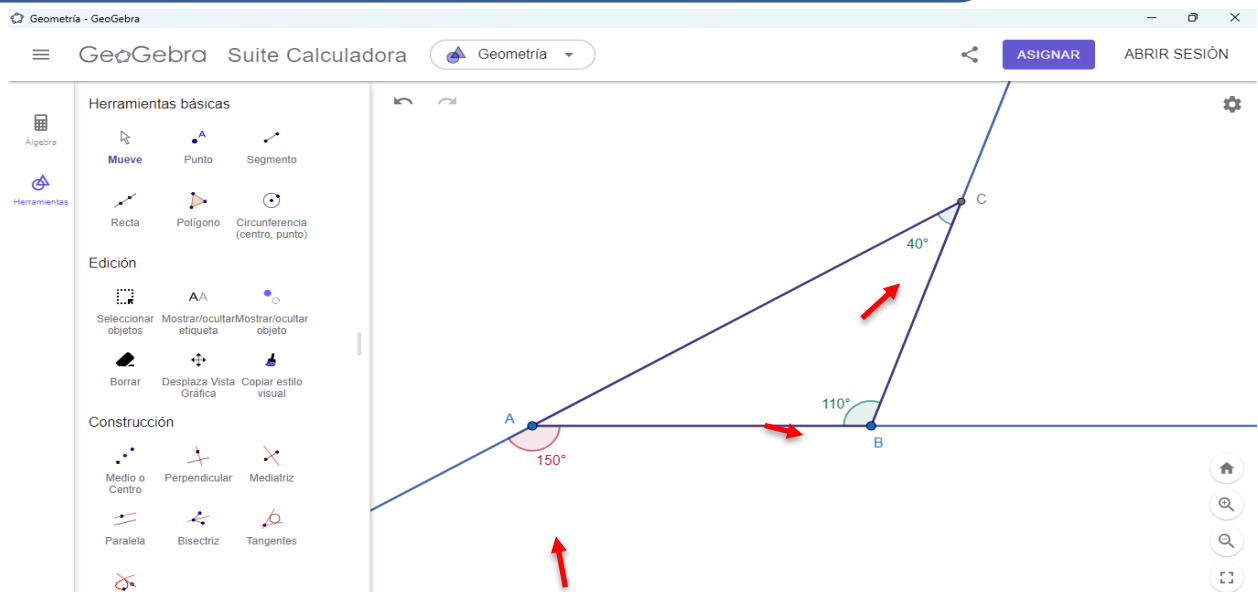 Geometría - GeoGebra
GeoGebra Suite Calculadora Geometría ASIGNAR ABRIR SESIÓN
Álgebra
Herramientas
Herramientas básicas
Mueve Punto Segmento
Recta Polígono Circunferencia
(centro, punto)
Edición
Seleccionar Mostrar/ocultar Mostrar/ocultar
objetos etiqueta objeto
Borrar Desplaza Vista Copiar estilo
Gráfica visual
Construcción
Medio o Perpendicular Mediatriz
Centro
Paralela Bisectriz Tangentes
A
AA
C
40°
110°
A
B
150°